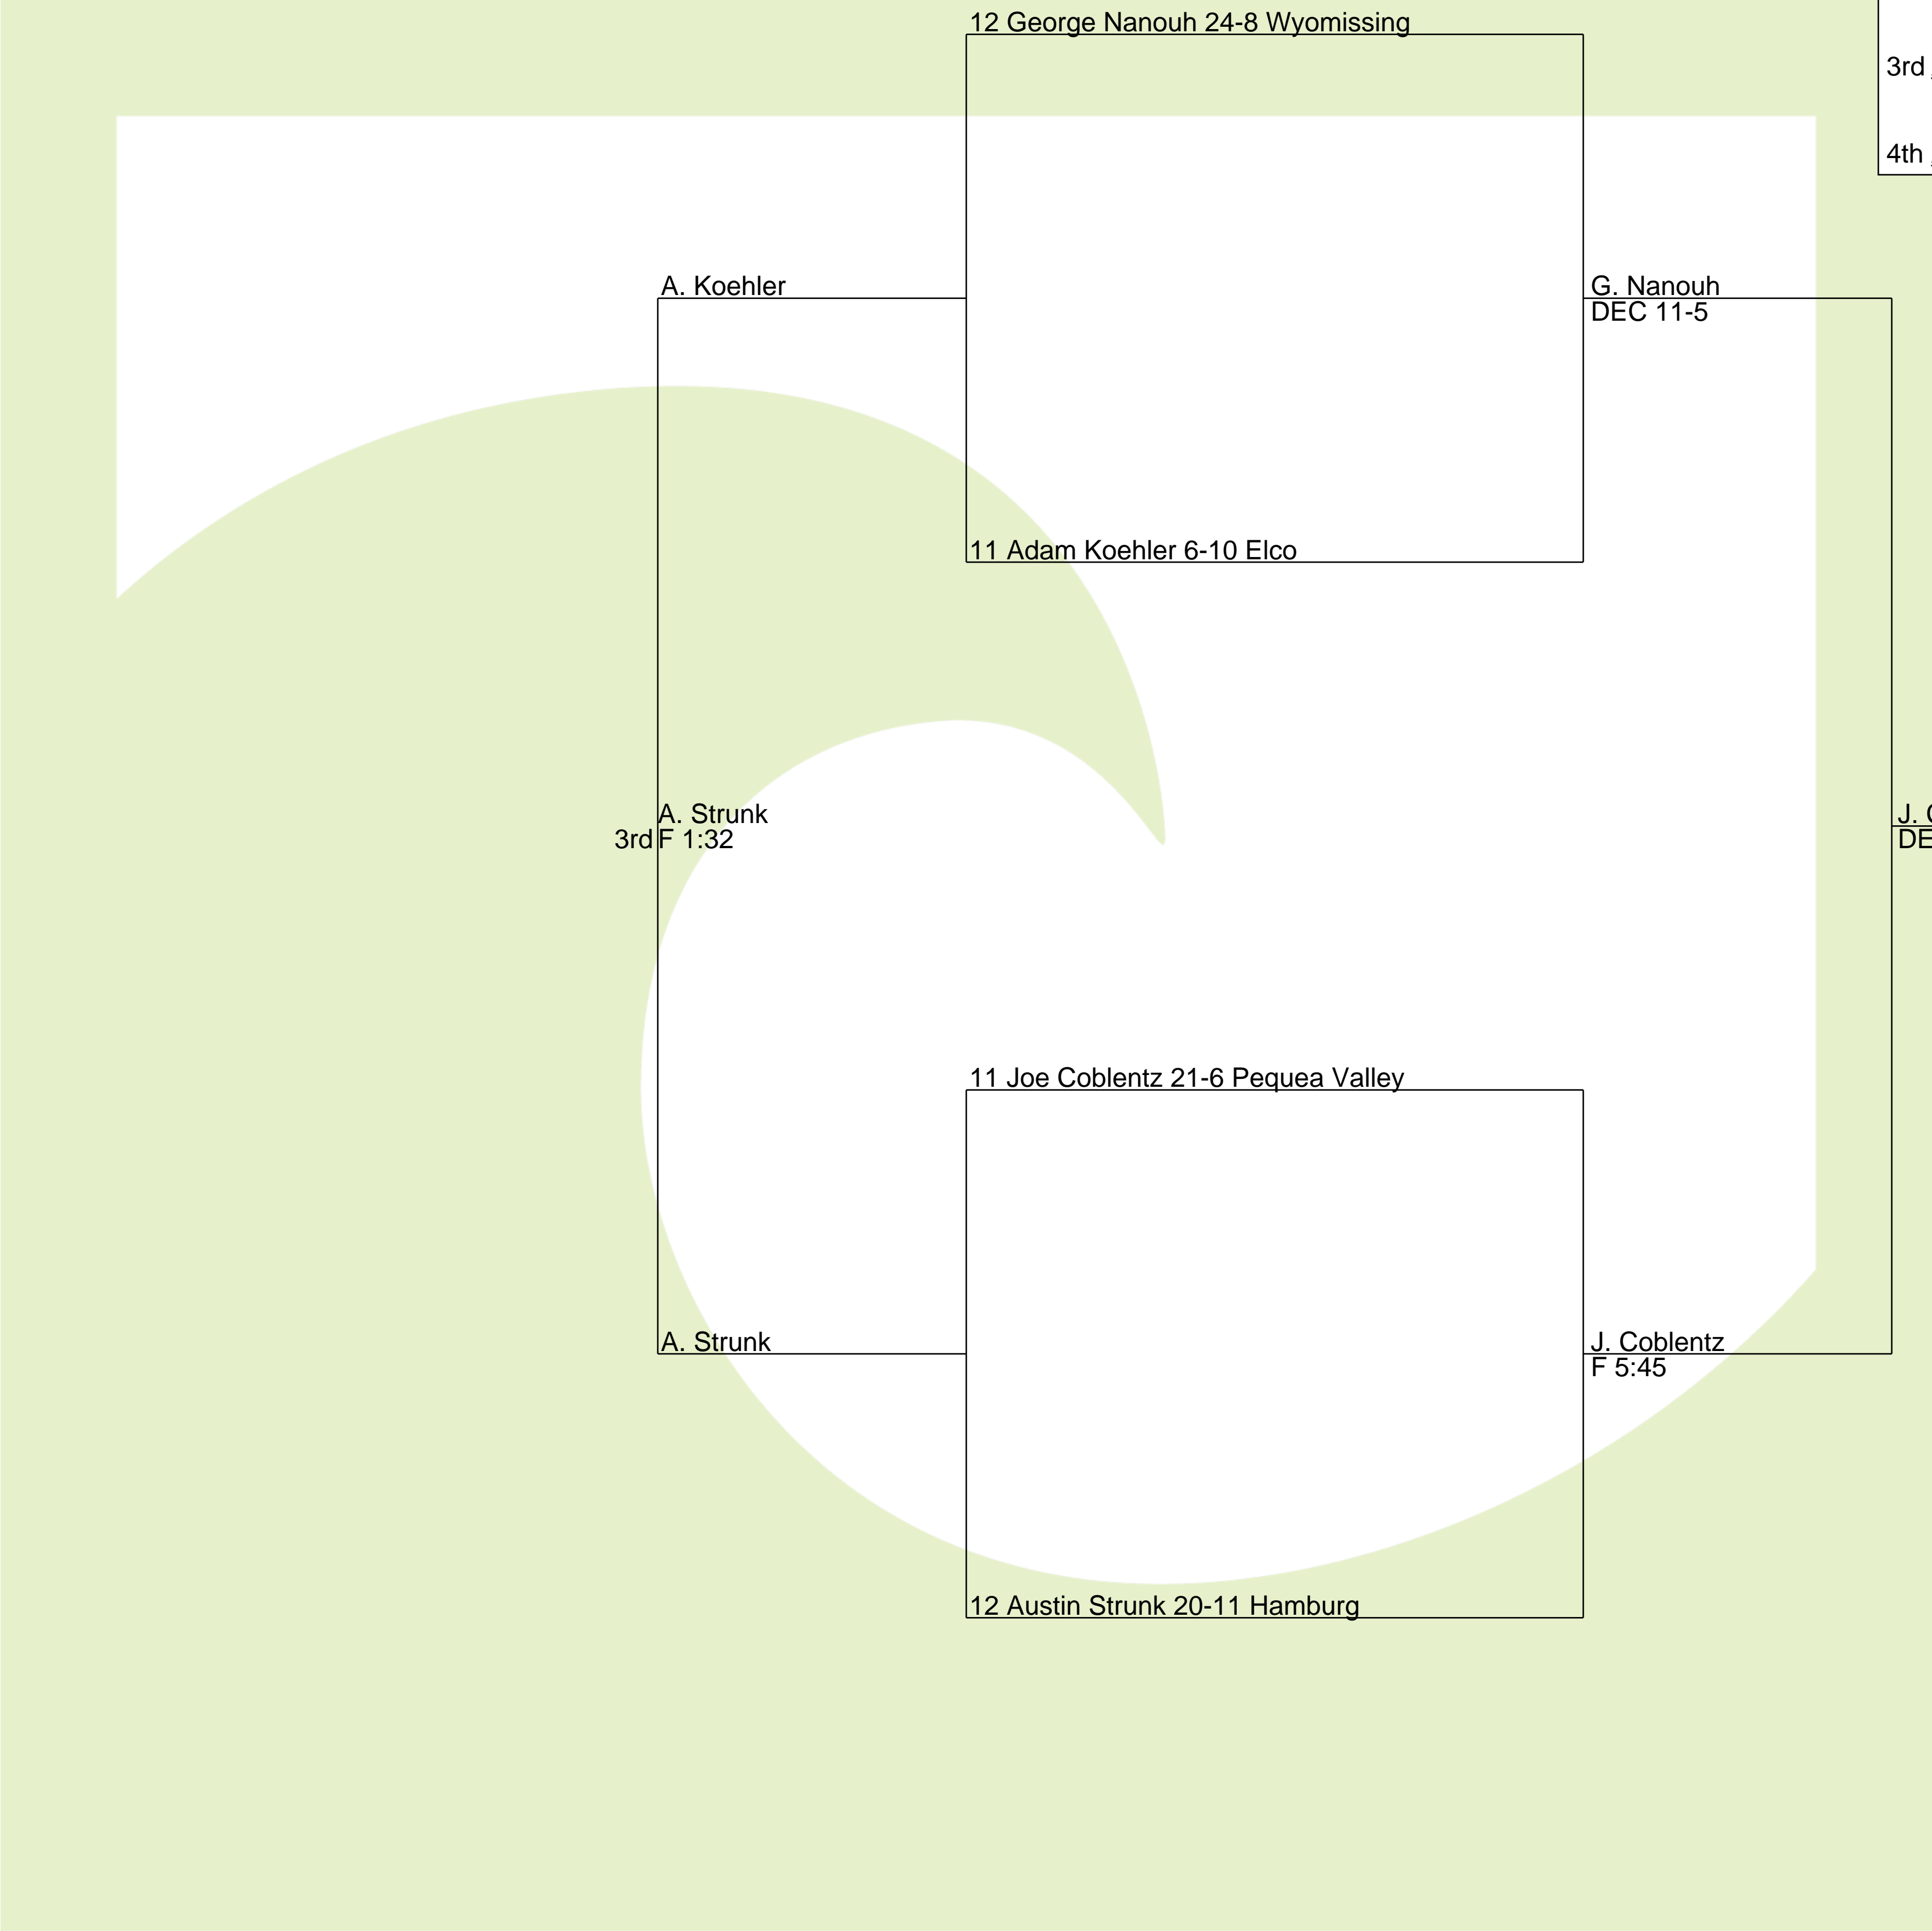 12 George Nanouh 24-8 Wyomissing
3rd
4th
A. Koehler
G. Nanouh
DEC 11-5
11 Adam Koehler 6-10 Elco
A. Strunk
3rd F 1:32
J.
11 Joe Coblentz 21-6 Pequea Valley
A. Strunk
J. Coblentz
F 5:45
12 Austin Strunk 20-11 Hamburg